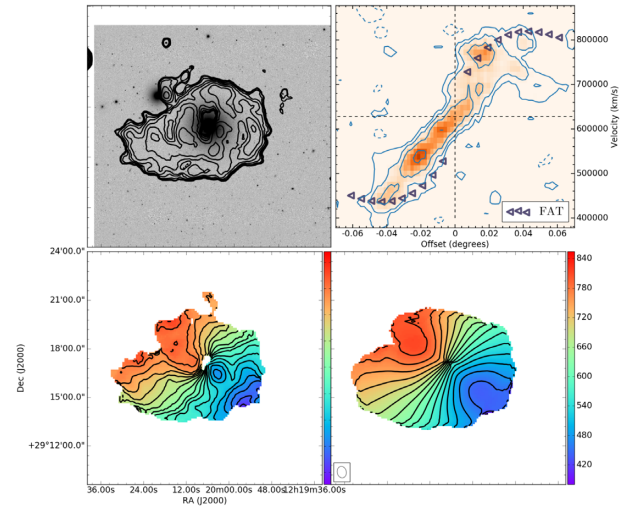 800000
700000
600000
500000
400000
Velocity (km/s)
FAT
-0.06 -0.04 -0.02 0 0.02 0.04 0.06
Offset (degrees)
24'00.0"
21'00.0"
18'00.0"
15'00.0"
+29°12'00.0"
Dec (J2000)
36.00s 24.00s 12.00s 20m00.00s 48.00s 12h19m36.00s
RA (J2000)
840
780
720
660
600
540
480
420